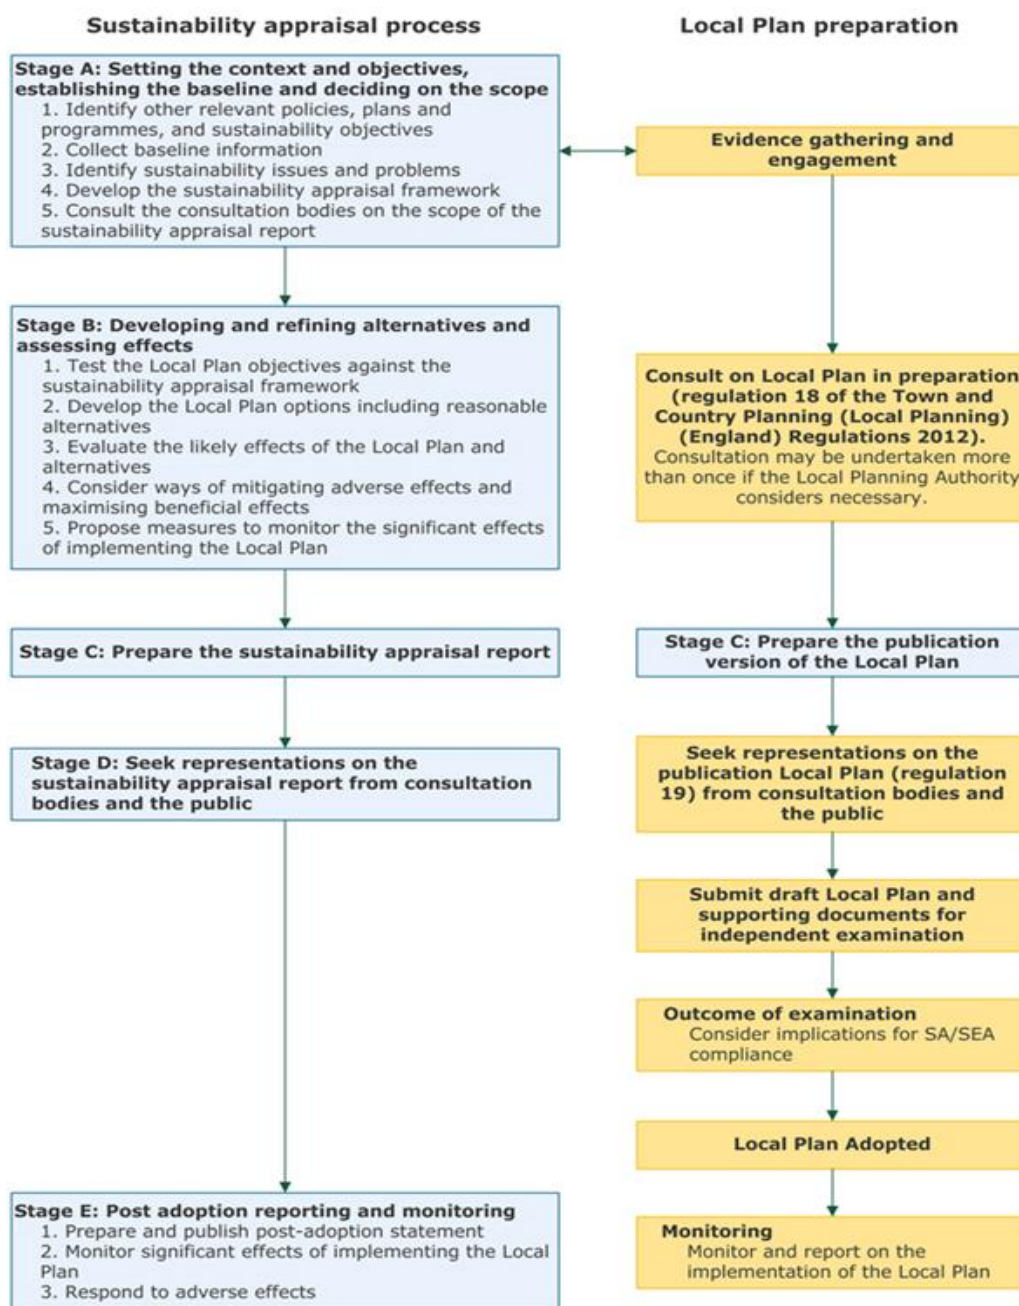 Sustainability appraisal process
Stage A: Setting the context and objectives,
establishing the baseline and deciding on the scope
1. Identify other relevant policies, plans and
programmes, and sustainability objectives
2. Collect baseline information
3. Identify sustainability issues and problems
4. Develop the sustainability appraisal framework
5. Consult the consultation bodies on the scope of the
sustainability appraisal report
Stage B: Developing and refining alternatives and
assessing effects
1. Test the Local Plan objectives against the
sustainability appraisal framework
2. Develop the Local Plan options including reasonable
alternatives
3. Evaluate the likely effects of the Local Plan and
alternatives
4. Consider ways of mitigating adverse effects and
maximising beneficial effects
5. Propose measures to monitor the significant effects
of implementing the Local Plan
Stage C: Prepare the sustainability appraisal report
Stage D: Seek representations on the
sustainability appraisal report from consultation
bodies and the public
Stage E: Post adoption reporting and monitoring
1. Prepare and publish post-adoption statement
2. Monitor significant effects of implementing the Local
Plan
3. Respond to adverse effects
Local Plan preparation
Evidence gathering and
engagement
Consult on Local Plan in preparation
(regulation 18 of the Town and
Country Planning (Local Planning)
(England) Regulations 2012).
Consultation may be undertaken more
than once if the Local Planning Authority
considers necessary.
Stage C: Prepare the publication
version of the Local Plan
Seek representations on the
publication Local Plan (regulation
19) from consultation bodies and
the public
Submit draft Local Plan and
supporting documents for
independent examination
Outcome of examination
Consider implications for SA/SEA
compliance
Local Plan Adopted
Monitoring
Monitor and report on the
implementation of the Local Plan